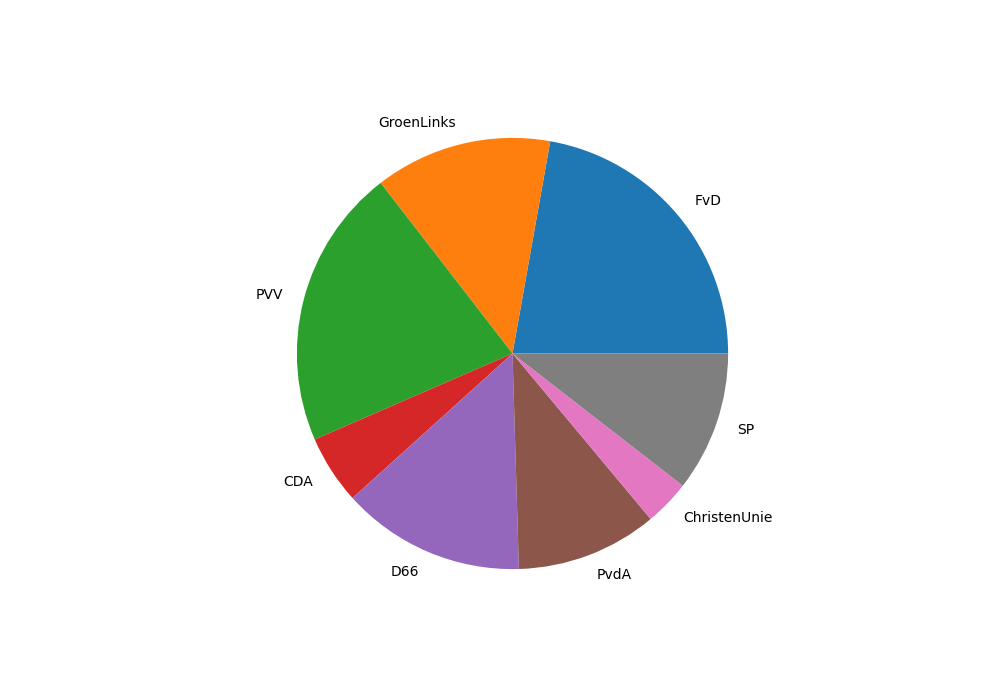 GroenLinks
FvD
PVV
SP
CDA
ChristenUnie
D66
PvdA